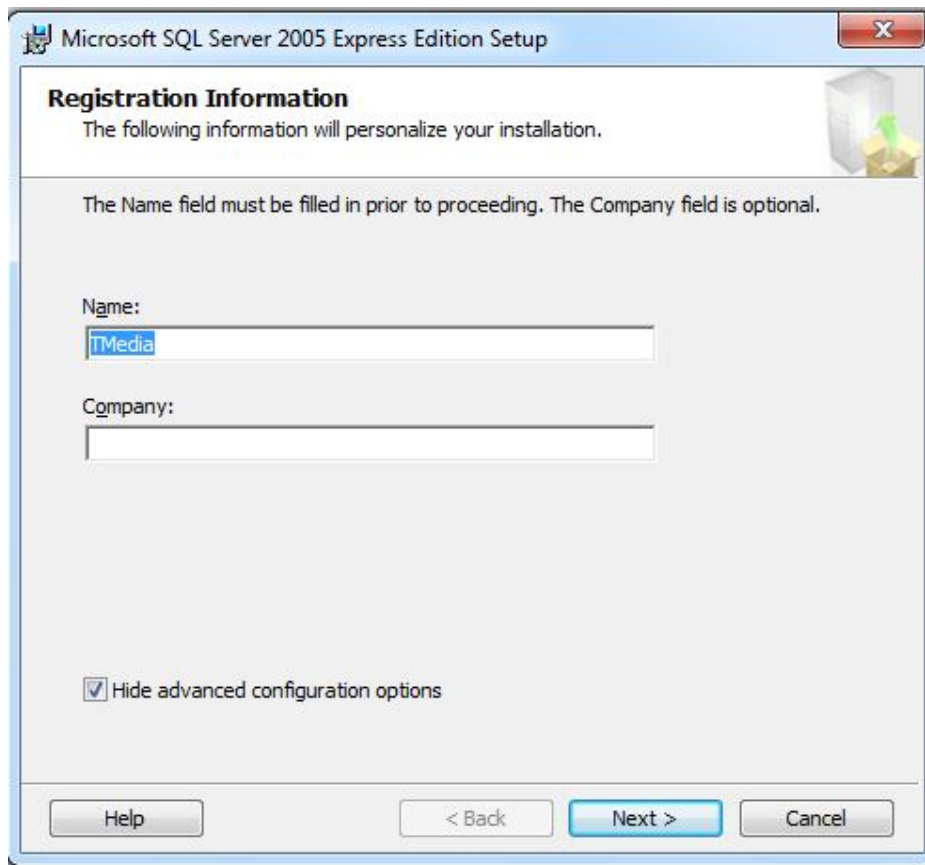 Microsoft SQL Server 2005 Express Edition Setup
Registration Information
The following information will personalize your installation.
The Name field must be filled in prior to proceeding. The Company field is optional.
Name:
TMedia
Company:
Hide advanced configuration options
Help < Back Next > Cancel